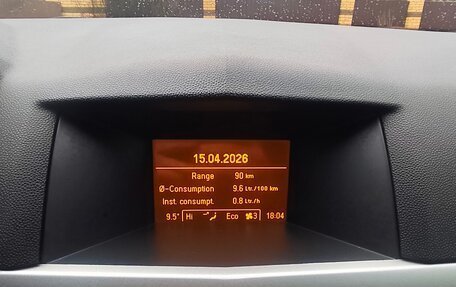 15.04.2026
Range 90 km
Ø-Consumption 9.6 Ltr./100 km
Inst. consumpt. 0.8 Ltr./h
9.5° Hi Eco 3 18:04